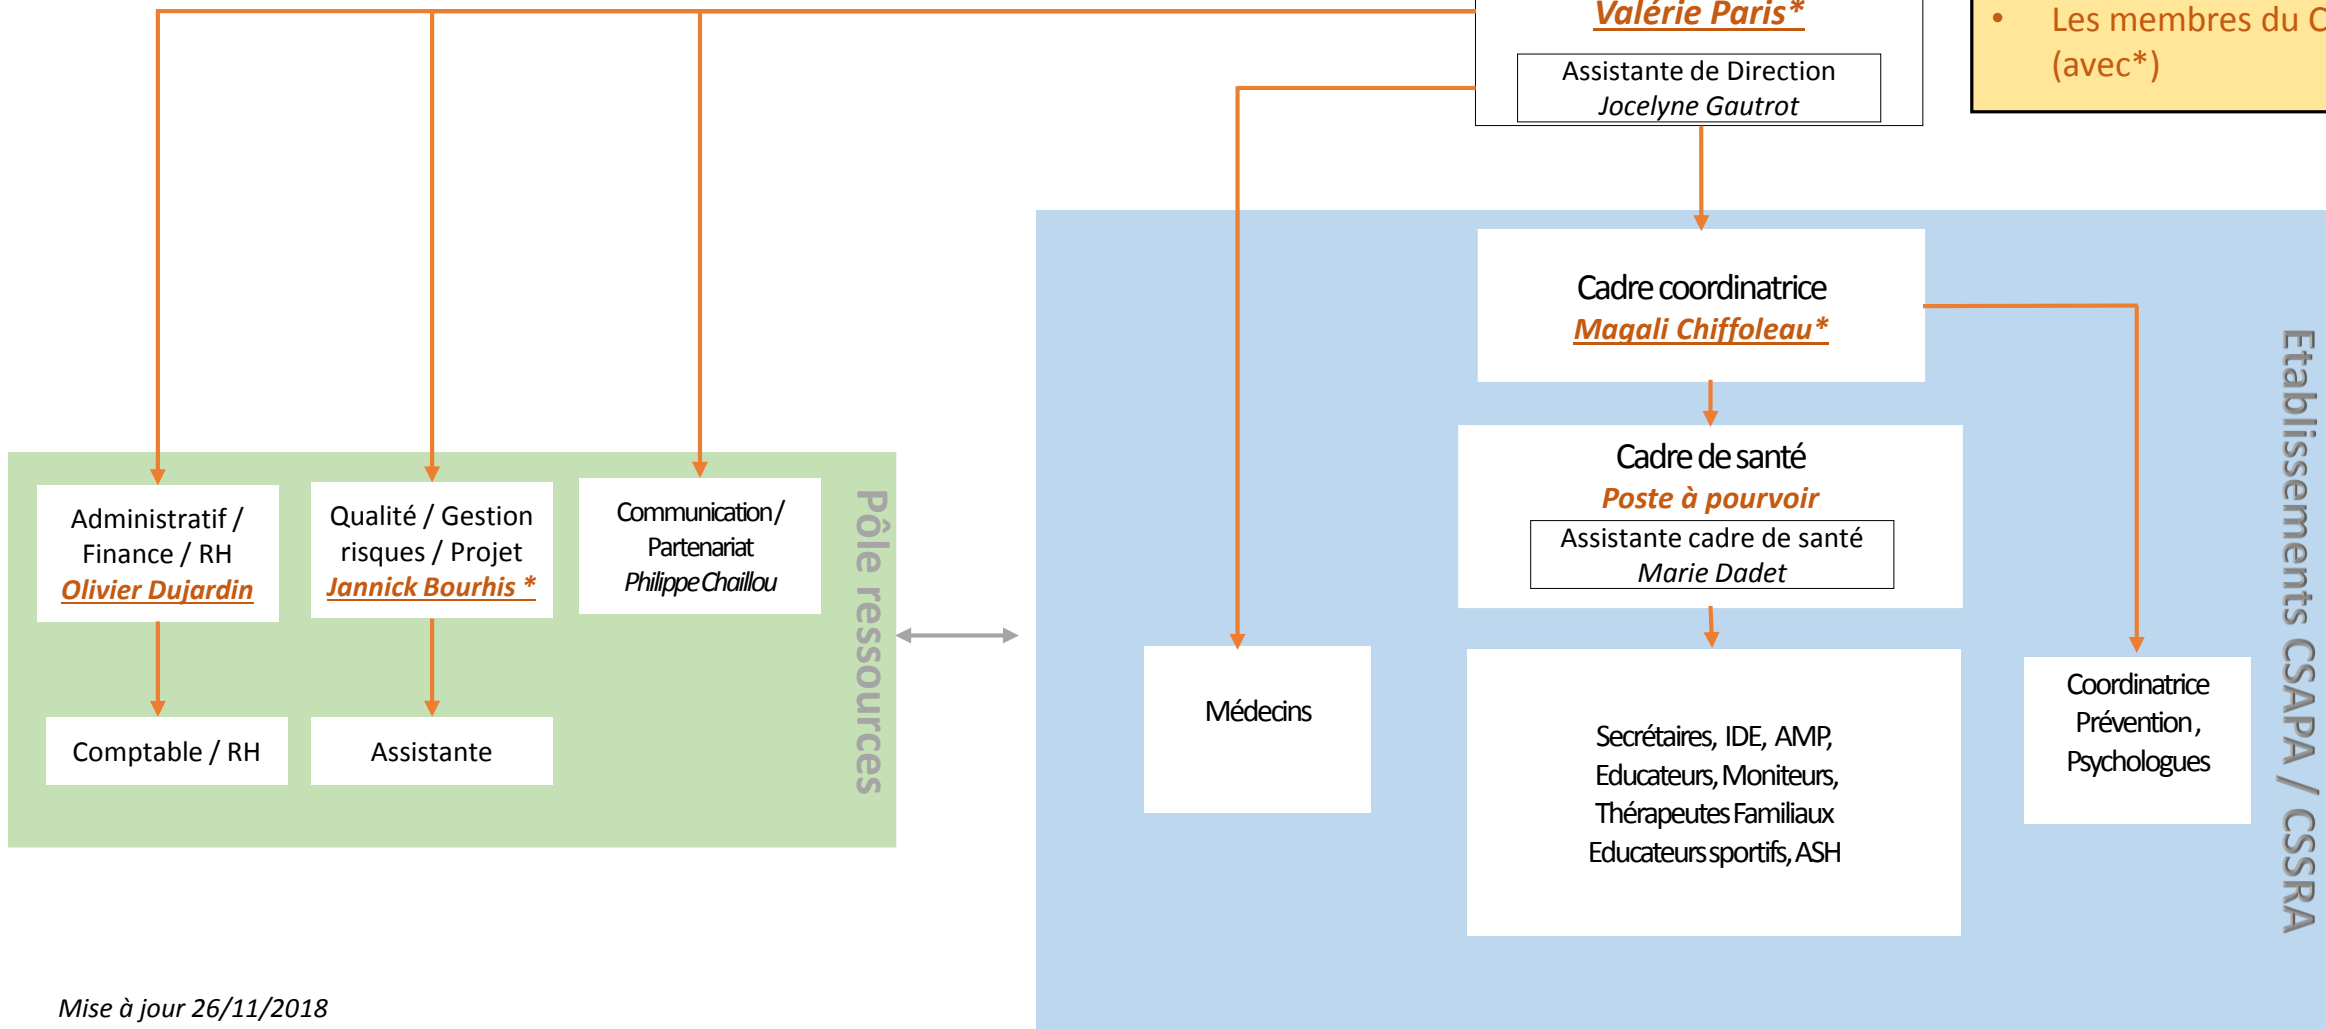 Valérie Paris*
Assistante de Direction
Jocelyne Gautrot
• Les membres du C
(avec*)
Cadre coordinatrice
Magali Chiffoleau*
Cadre de santé
Poste à pourvoir
Assistante cadre de santé
Marie Dadet
Administratif /
Finance / RH
Olivier Dujardin
Qualité / Gestion
risques / Projet
Jannick Bourhis *
Communication /
Partenariat
Philippe Chaillou
Pôle ressources
Comptable / RH
Assistante
Médecins
Secrétaires, IDE, AMP,
Educateurs, Moniteurs,
Thérapeutes Familiaux
Educateurs sportifs, ASH
Coordinatrice
Prévention ,
Psychologues
Etablissements CSAPA / CSSRA
Mise à jour 26/11/2018